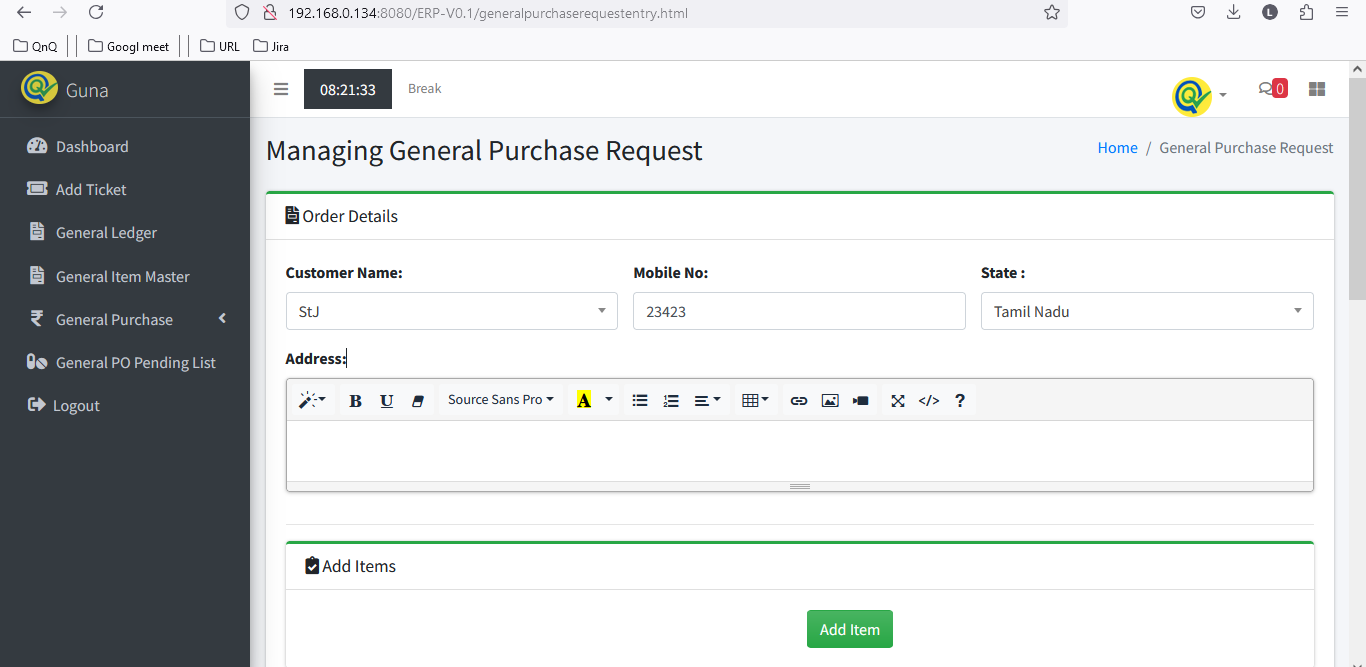 192.168.0.134:8080/ERP-V0.1/generalpurchaserequestentry.html
L
QnQ Googl meet URL Jira
Guna
08:21:33 Break
0
Dashboard
Add Ticket
General Ledger
General Item Master
General Purchase
General PO Pending List
Logout
Managing General Purchase Request
Home / General Purchase Request
Order Details
Customer Name: Mobile No: State :
StJ 23423 Tamil Nadu
Address:
B U Source Sans Pro A </> ?
Add Items
Add Item